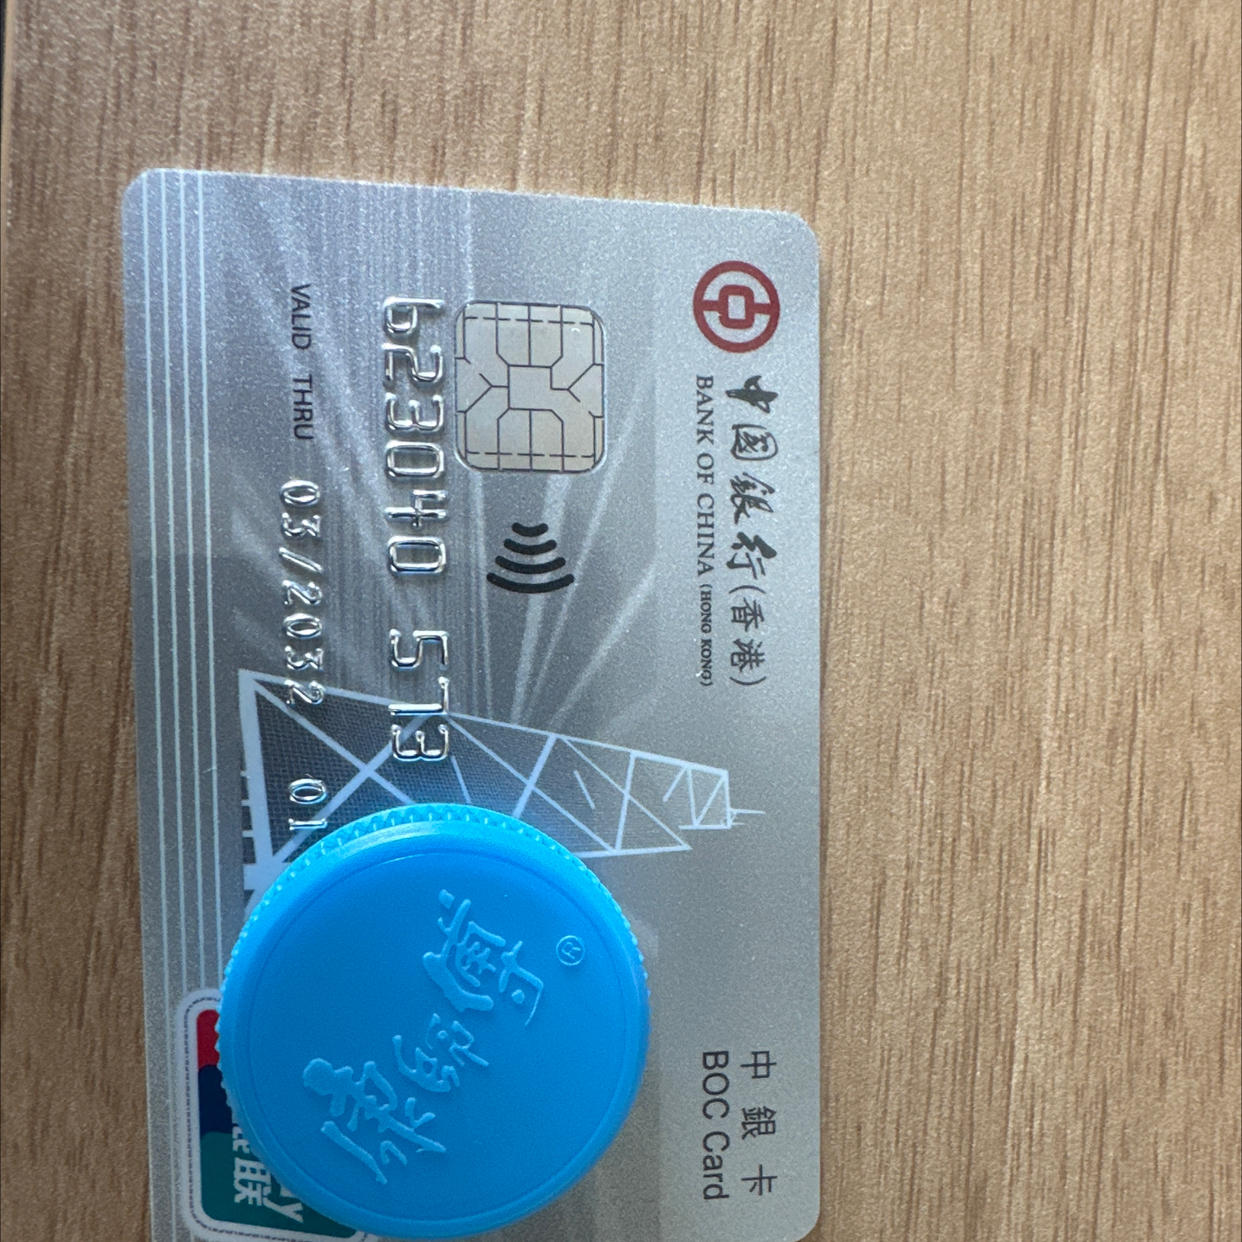 中國銀行(香港)
BANK OF CHINA (HONG KONG)
中銀卡
BOC Card
623040 573
VALID THRU 03/2032 01
康師傅®
联